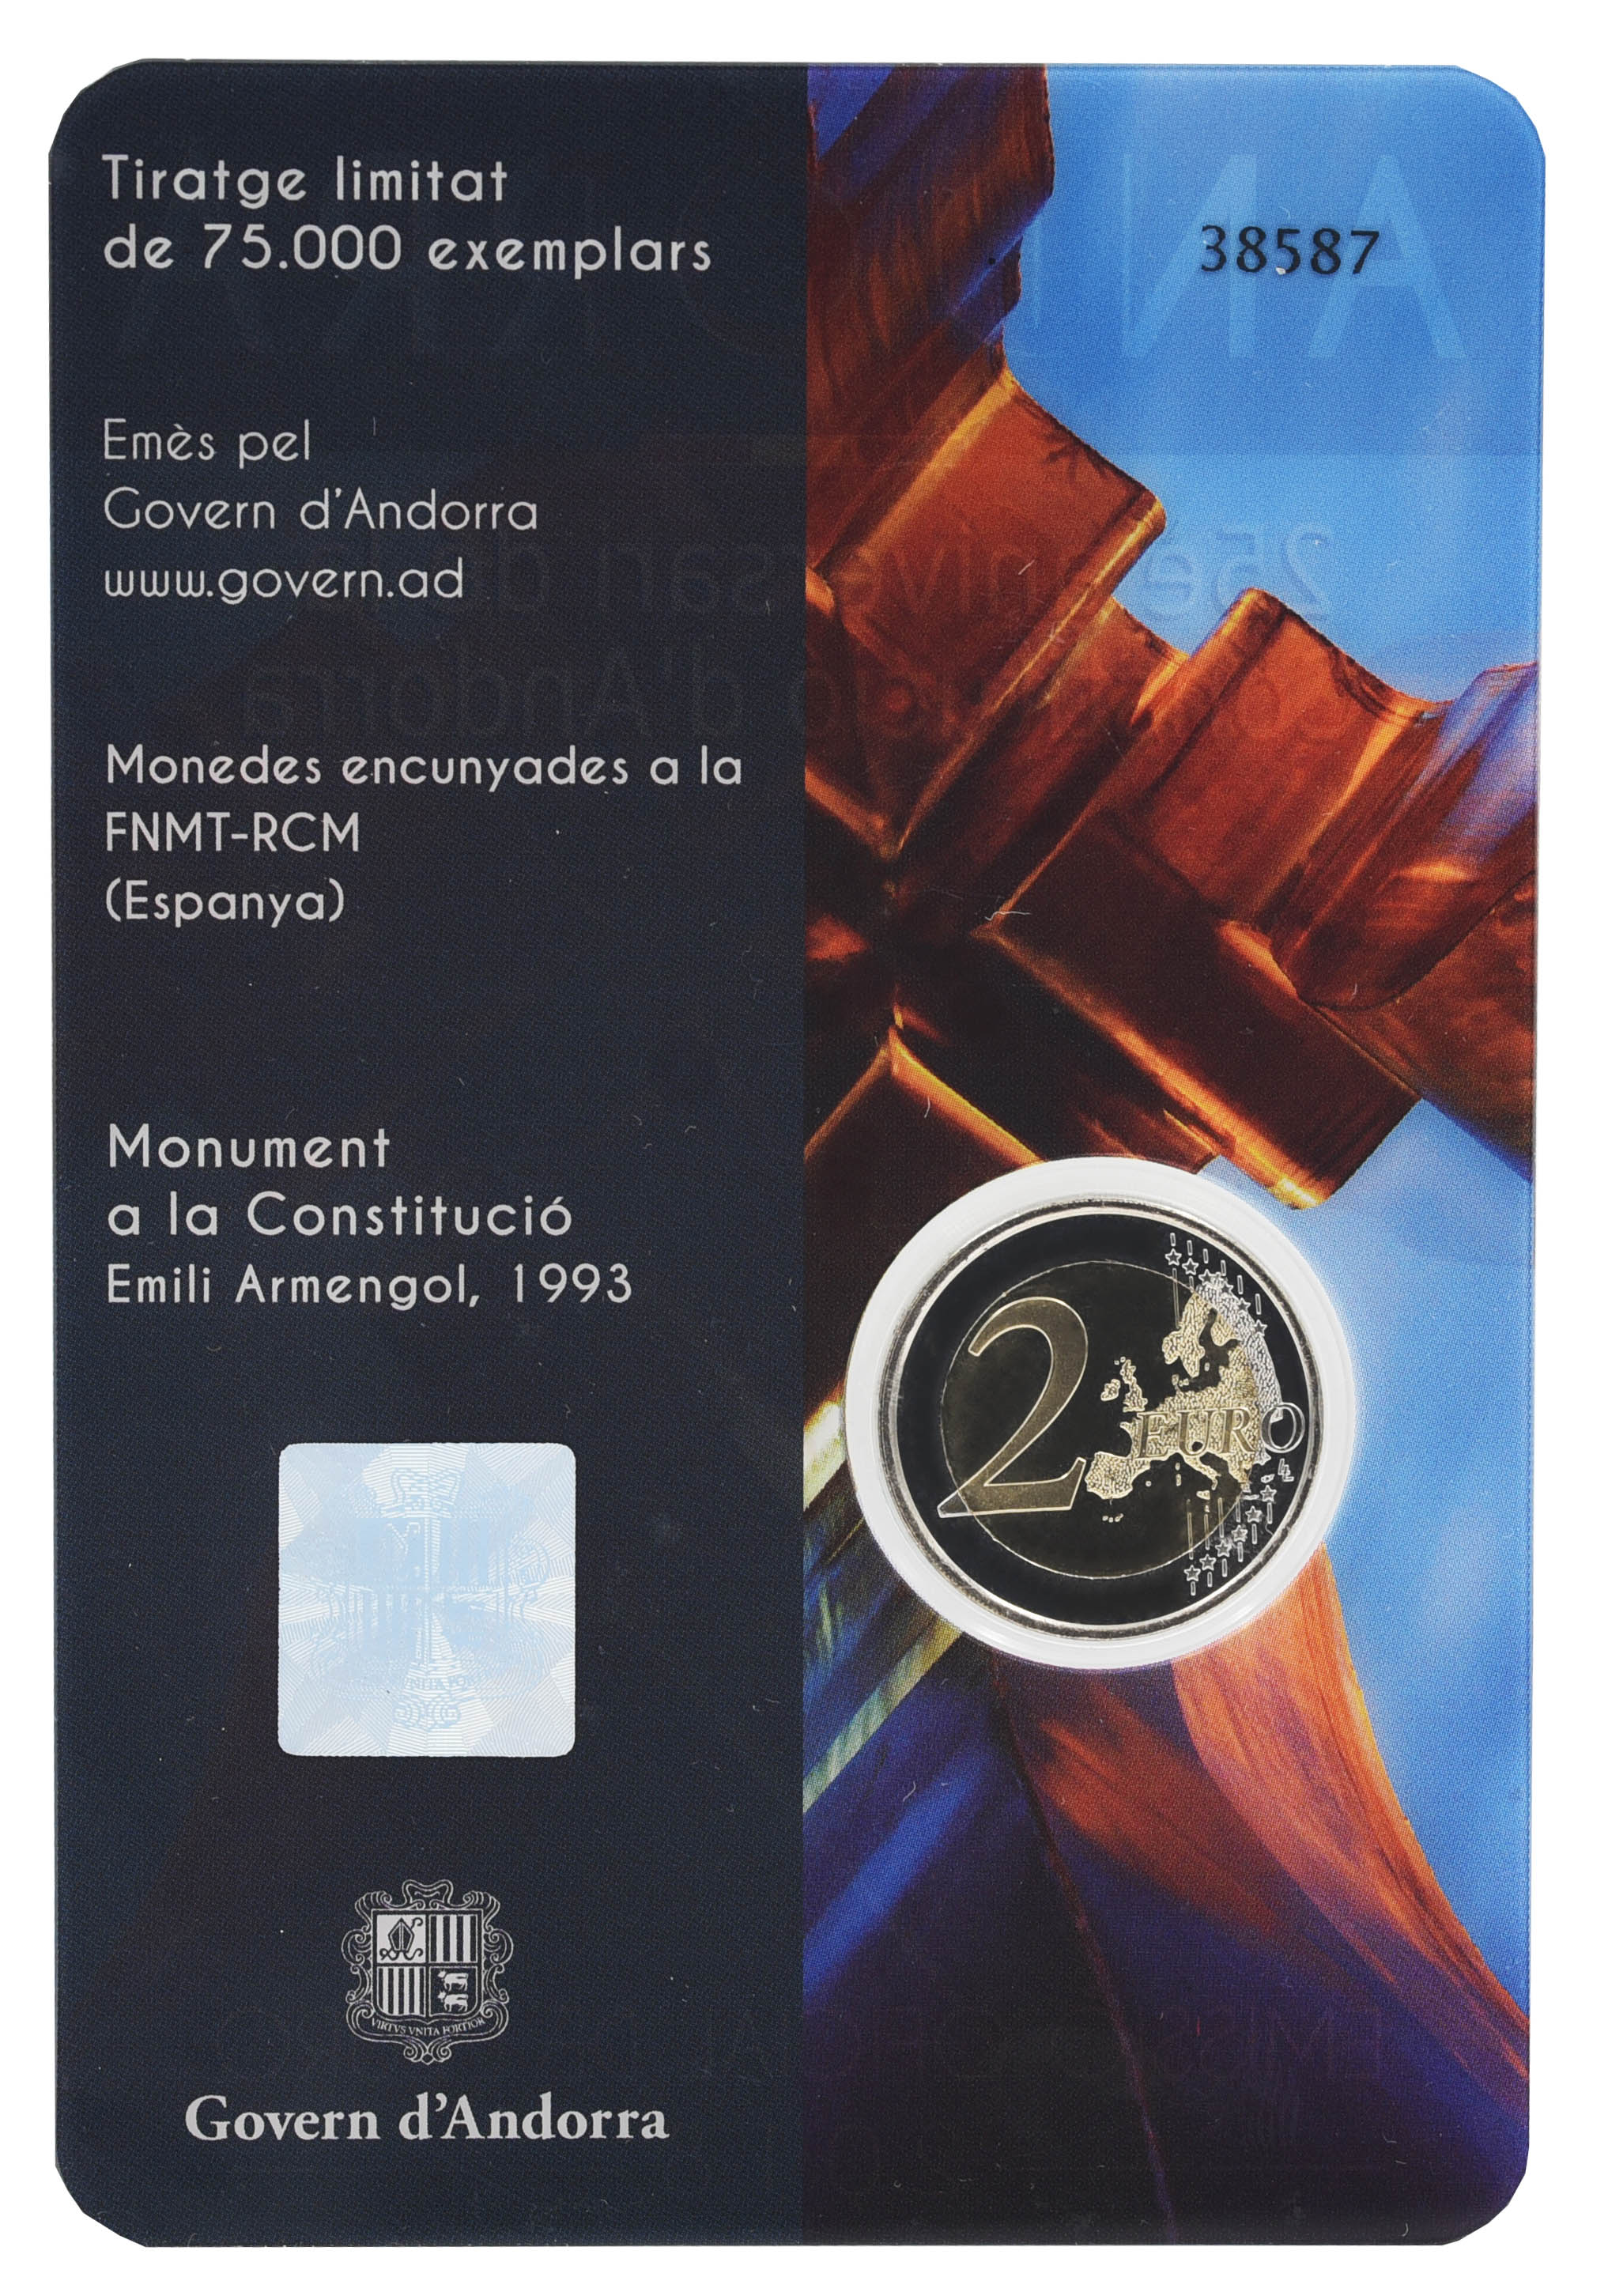 Tiratge limitat
de 75.000 exemplars
38587
Emès pel
Govern d'Andorra
www.govern.ad
Monedes encunyades a la
FNMT-RCM
(Espanya)
Monument
a la Constitució
Emili Armengol, 1993
2 EURO
VIRTVS VNITA FORTIOR
Govern d'Andorra